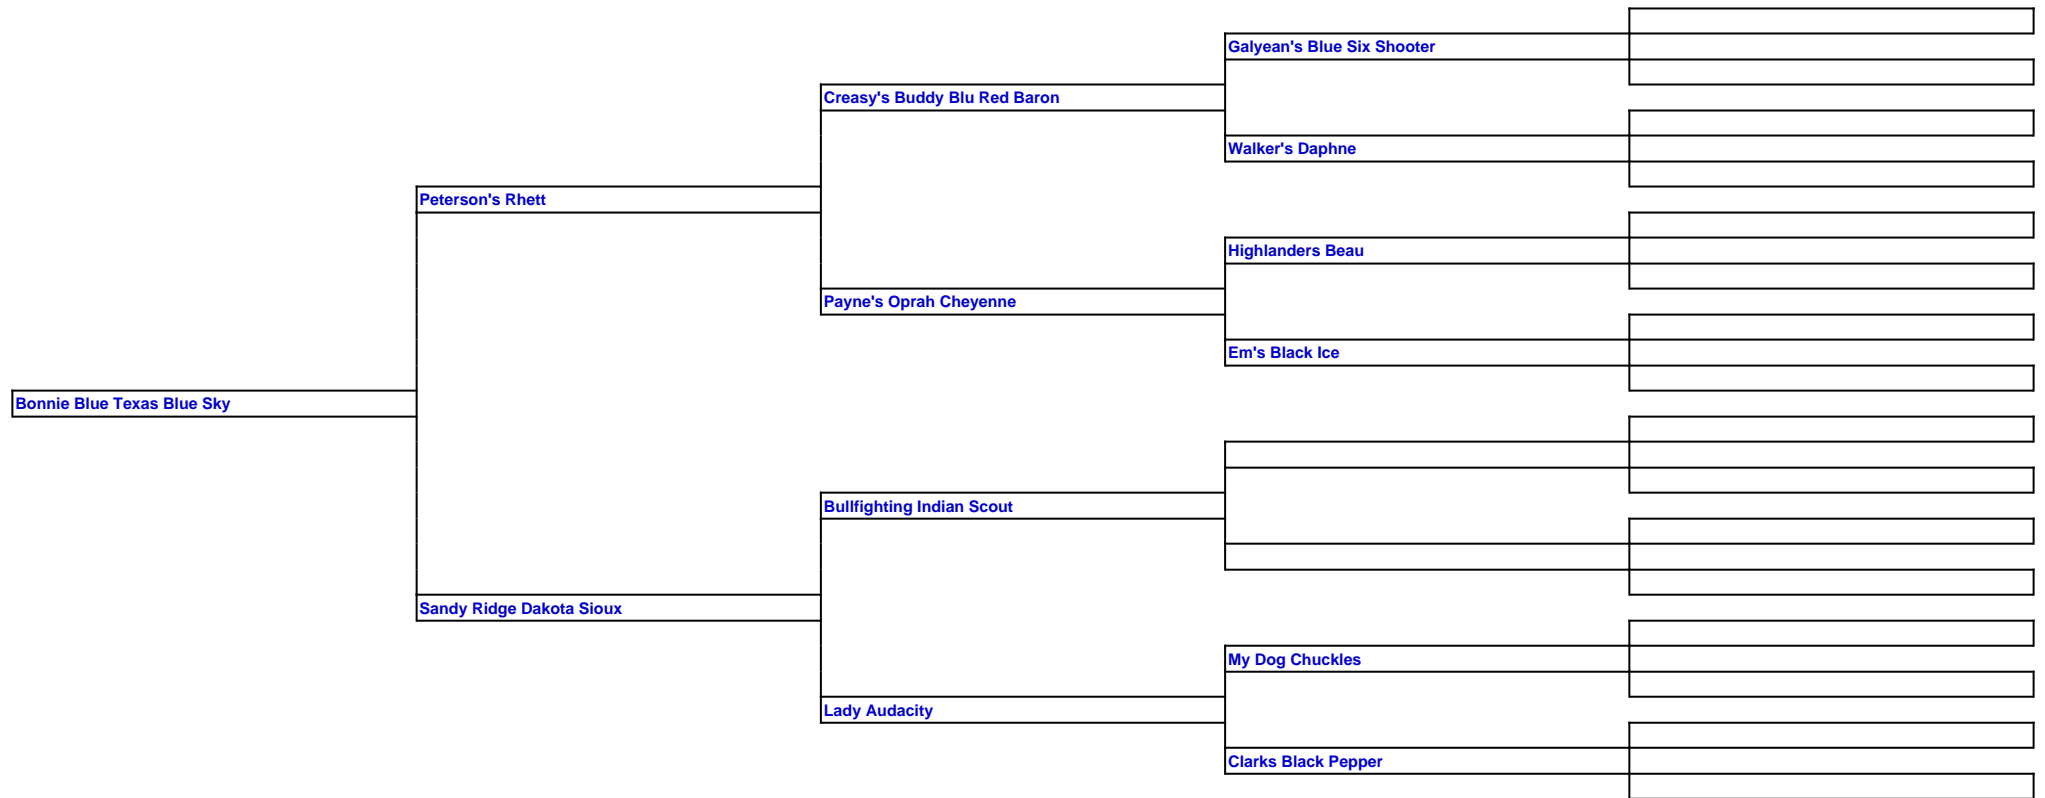 Galyean's Blue Six Shooter
Creasy's Buddy Blu Red Baron
Walker's Daphne
Peterson's Rhett
Highlanders Beau
Payne's Oprah Cheyenne
Em's Black Ice
Bonnie Blue Texas Blue Sky
Bullfighting Indian Scout
Sandy Ridge Dakota Sioux
My Dog Chuckles
Lady Audacity
Clarks Black Pepper